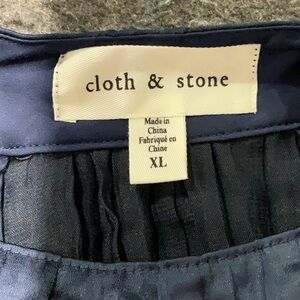 cloth & stone
Made in
China
Fabriqué en
Chine
XL